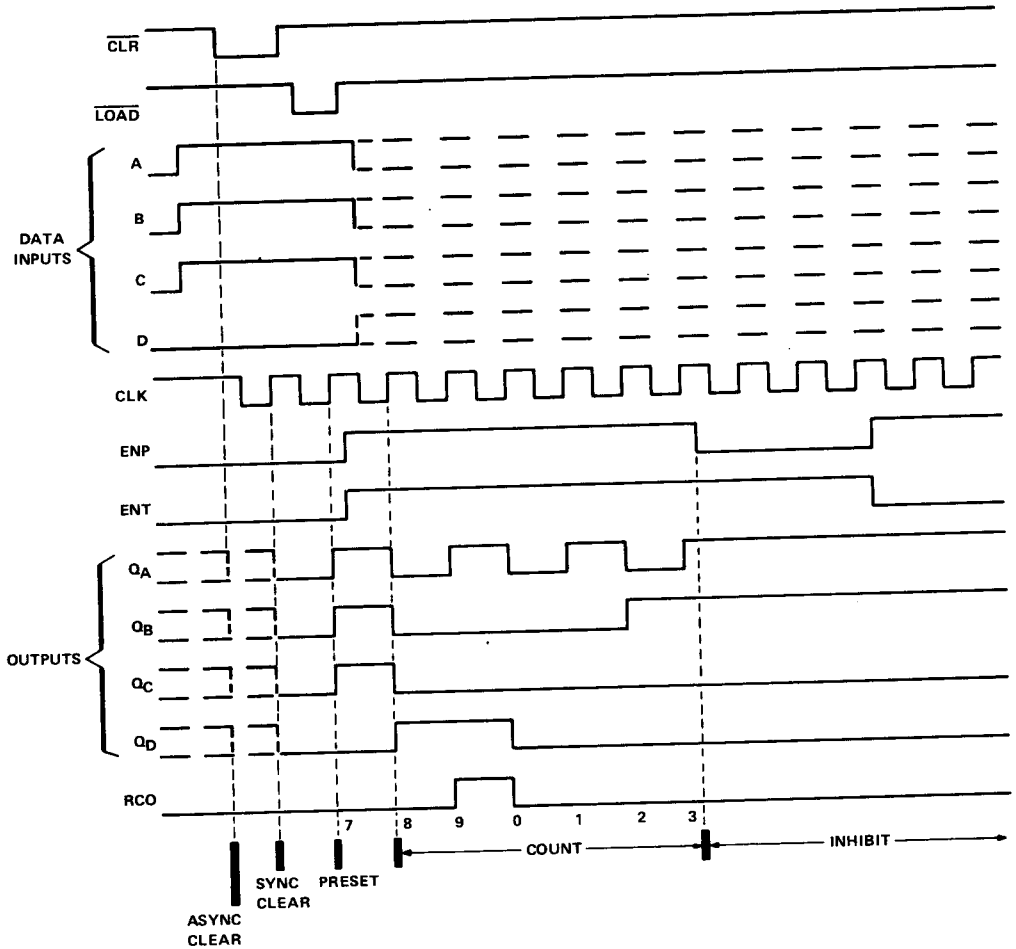 CLR
LOAD
A
B
DATA
INPUTS
C
D
CLK
ENP
ENT
QA
QB
OUTPUTS
QC
QD
RCO
7 8 9 0 1 2 3
COUNT
INHIBIT
SYNC
CLEAR
PRESET
ASYNC
CLEAR